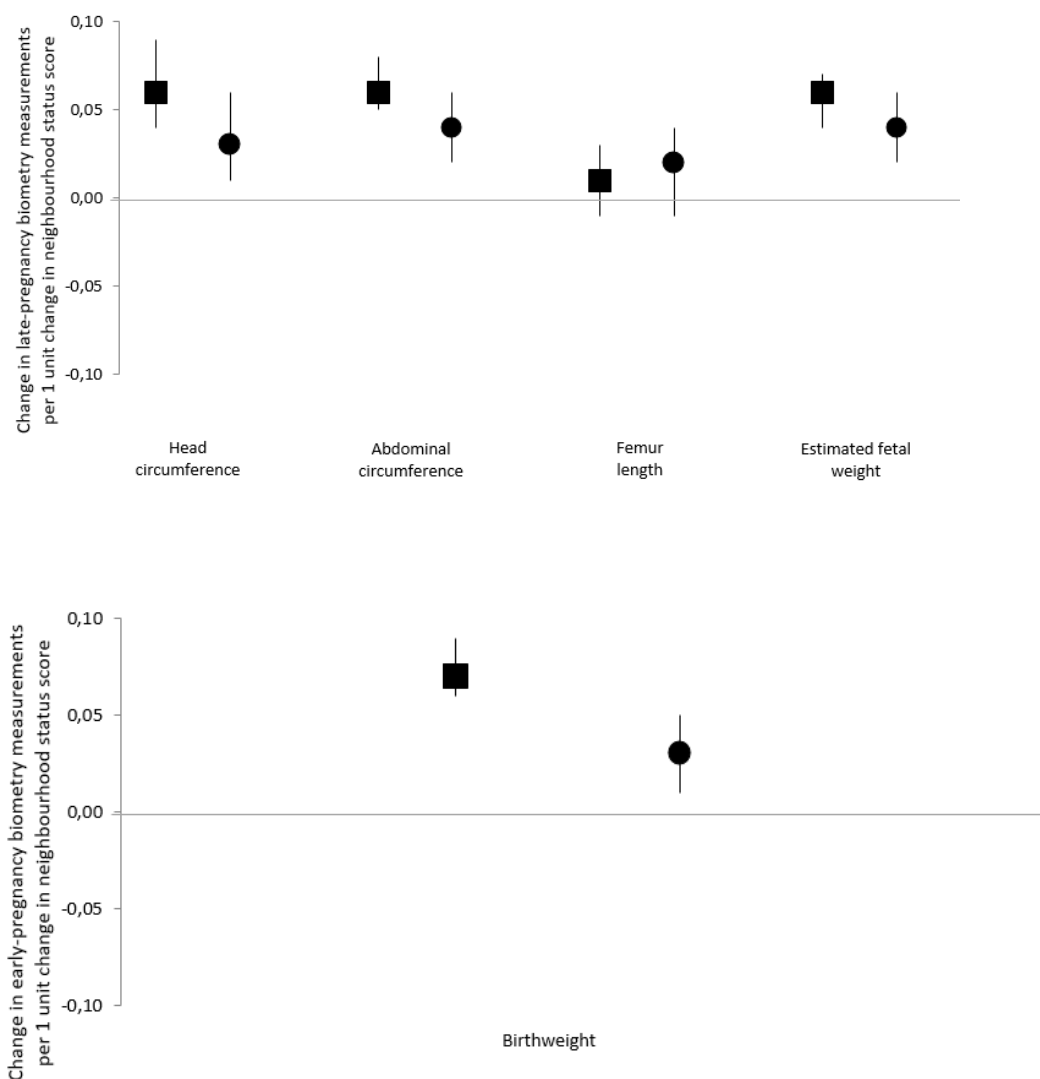 Change in late-pregnancy biometry measurements
per 1 unit change in neighbourhood status score
0,10
0,05
0,00
-0,05
-0,10
Head
circumference
Abdominal
circumference
Femur
length
Estimated fetal
weight
Change in early-pregnancy biometry measurements
per 1 unit change in neighbourhood status score
0,10
0,05
0,00
-0,05
-0,10
Birthweight